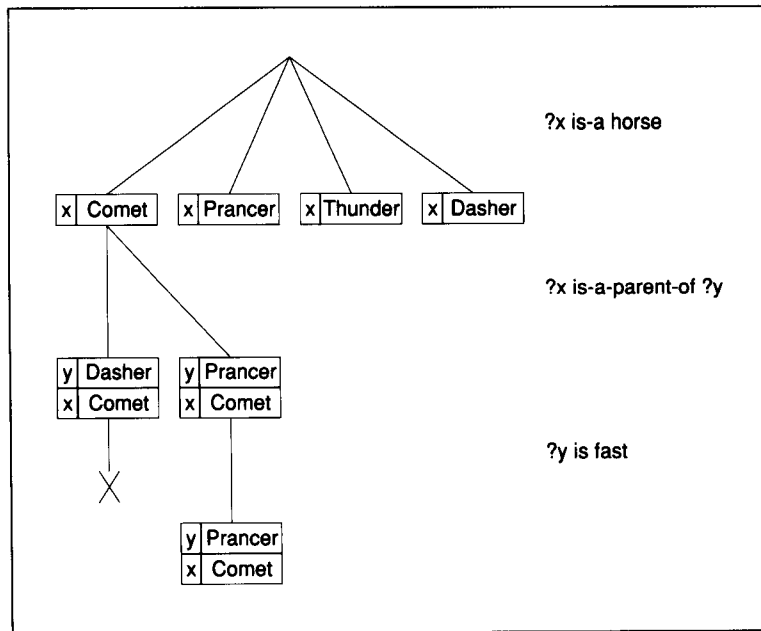 ?x is-a horse
x Comet x Prancer x Thunder x Dasher
?x is-a-parent-of ?y
y Dasher y Prancer
x Comet x Comet
?y is fast
y Prancer
x Comet